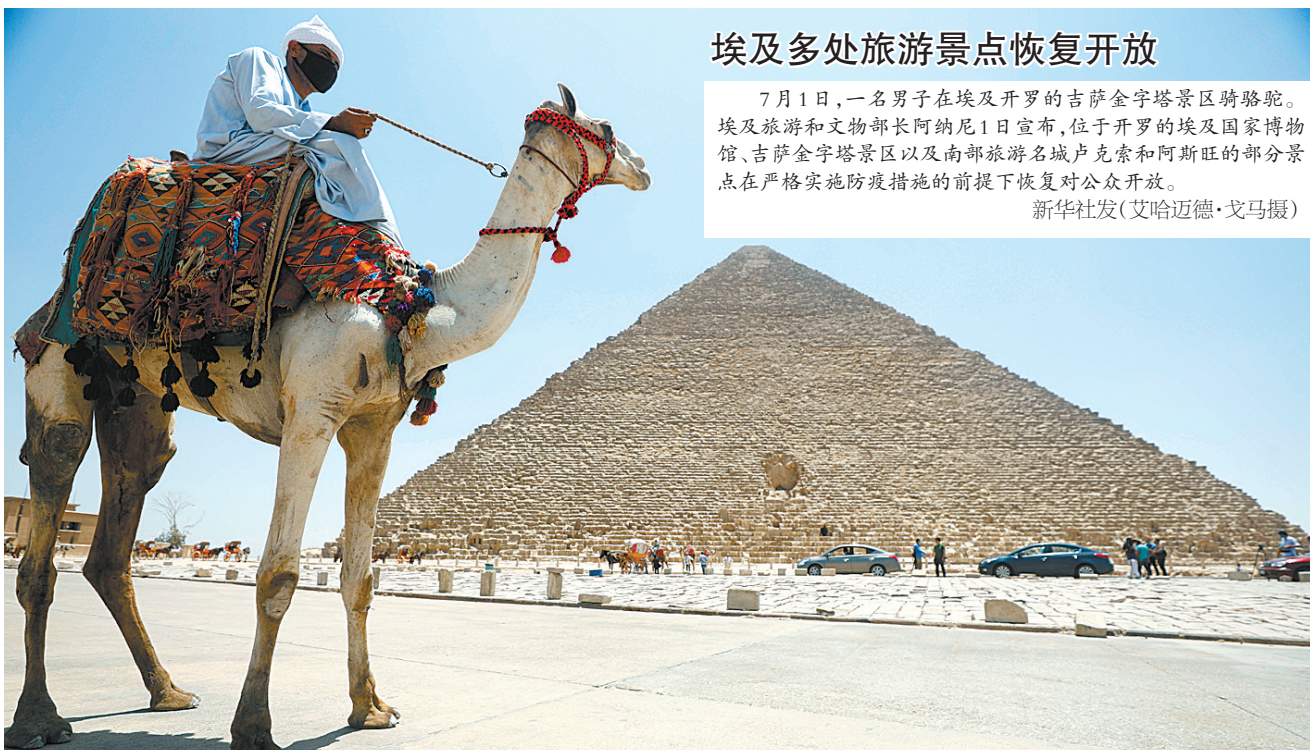 埃及多处旅游景点恢复开放
7月1日,一名男子在埃及开罗的吉萨金字塔景区骑骆驼。
埃及旅游和文物部长阿纳尼1日宣布,位于开罗的埃及国家博物
馆、吉萨金字塔景区以及南部旅游名城卢克索和阿斯旺的部分景
点在严格实施防疫措施的前提下恢复对公众开放。
新华社发(艾哈迈德·戈马摄)